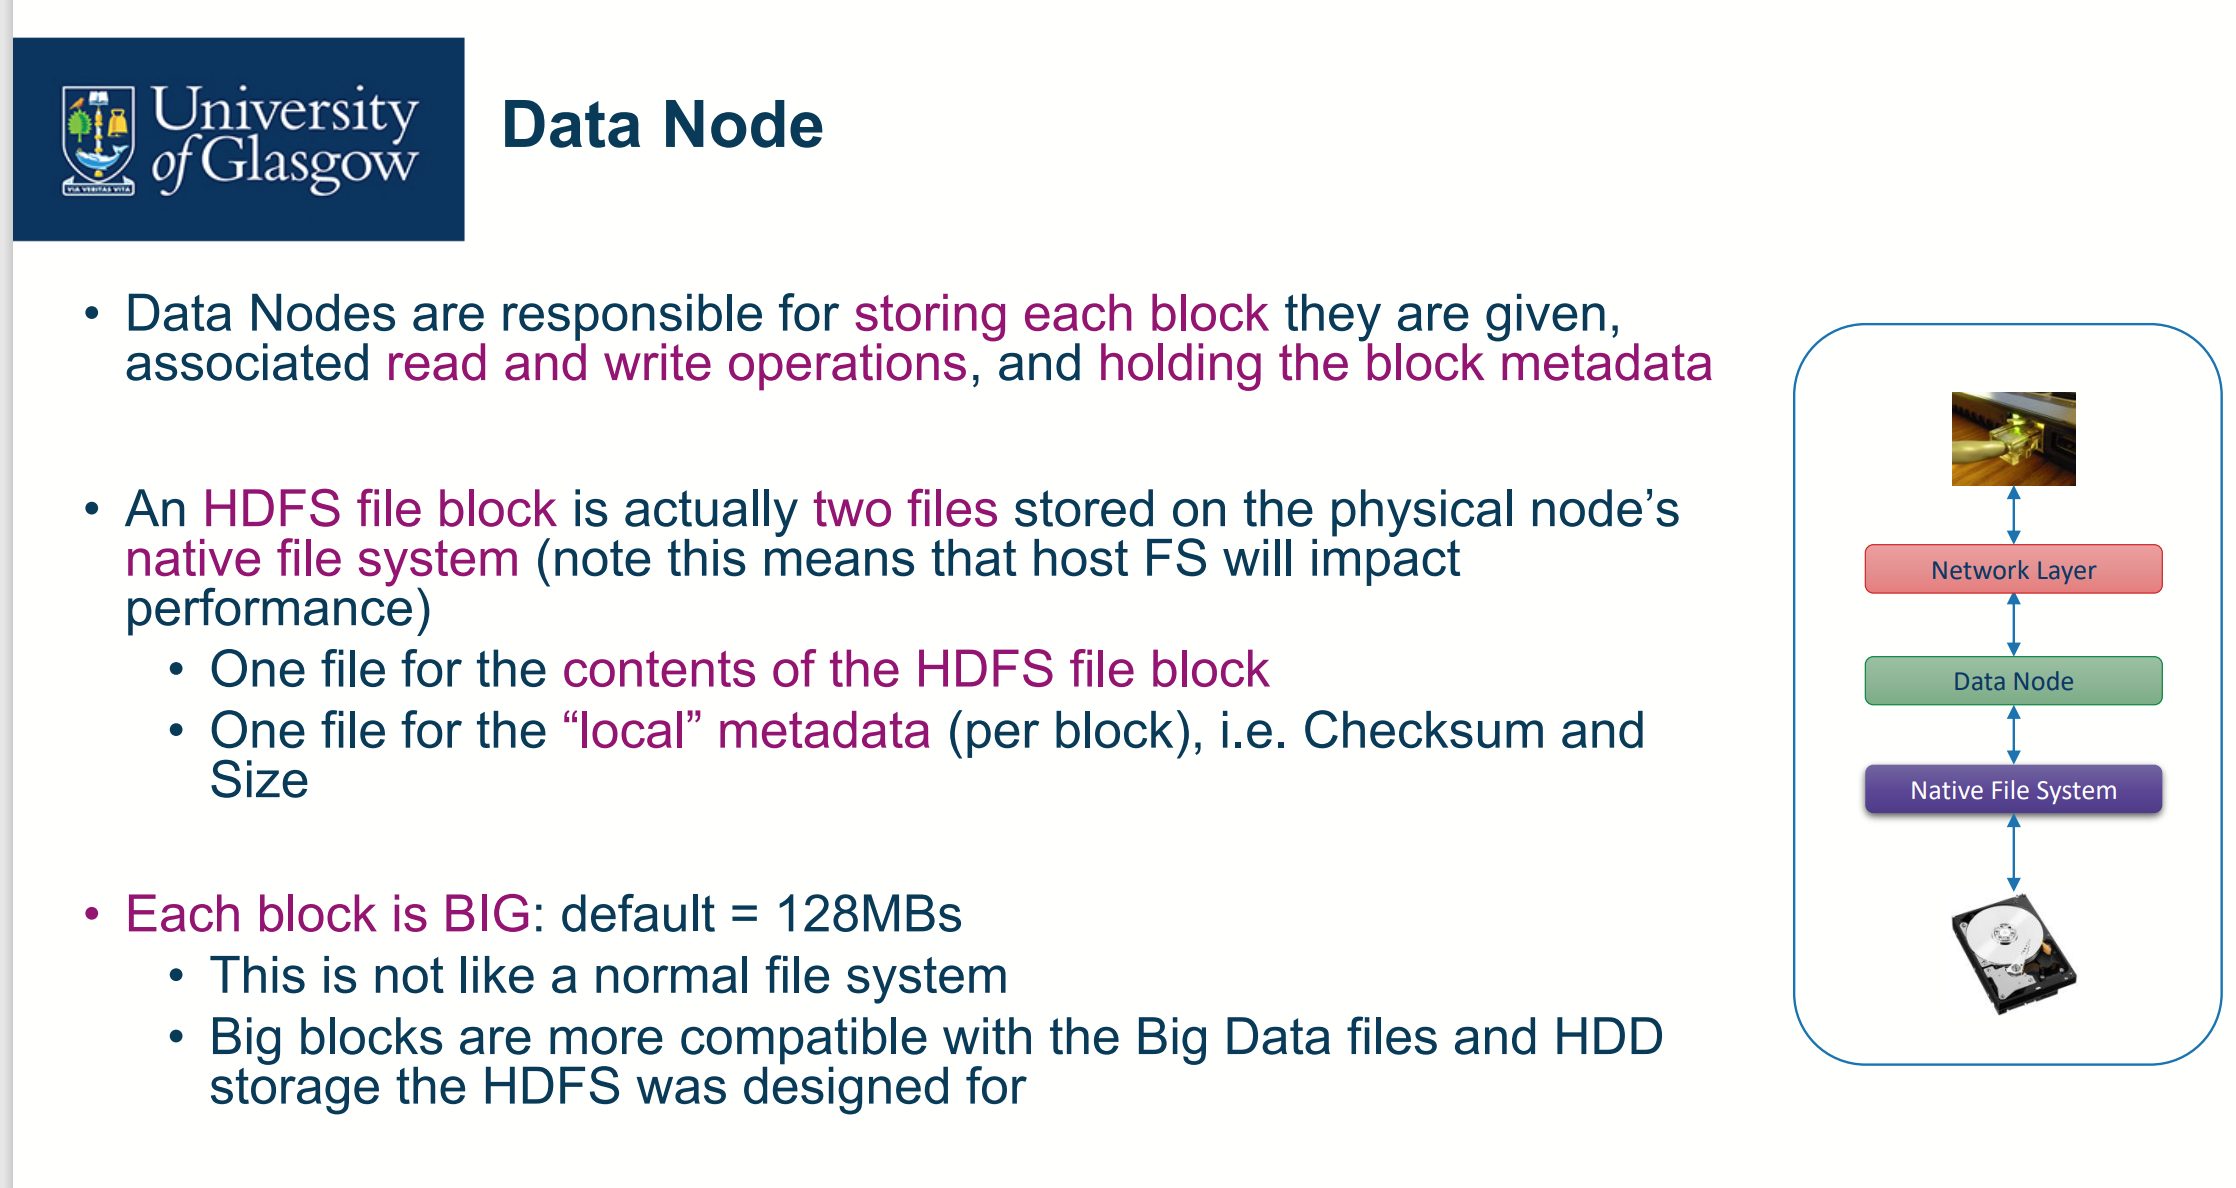 University
of Glasgow
VIA VERITAS VITA
Data Node
• Data Nodes are responsible for storing each block they are given,
associated read and write operations, and holding the block metadata
• An HDFS file block is actually two files stored on the physical node’s
native file system (note this means that host FS will impact
performance)
• One file for the contents of the HDFS file block
• One file for the “local” metadata (per block), i.e. Checksum and
Size
• Each block is BIG: default = 128MBs
• This is not like a normal file system
• Big blocks are more compatible with the Big Data files and HDD
storage the HDFS was designed for
Network Layer
Data Node
Native File System